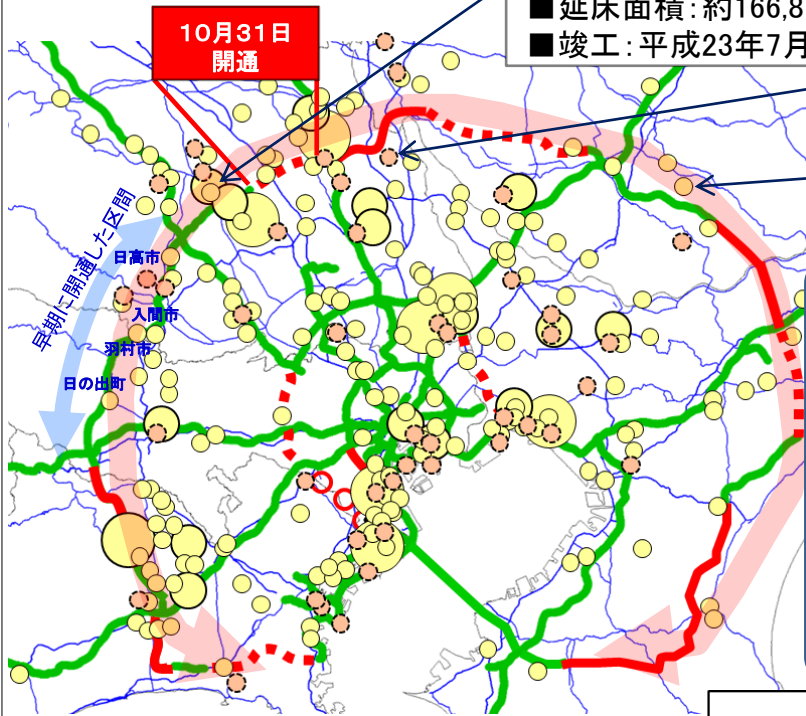 ■延床面積:約166,8
■竣工:平成23年7月
10月31日
開通
早期に開通した区間
日高市
入間市
羽村市
日の出町